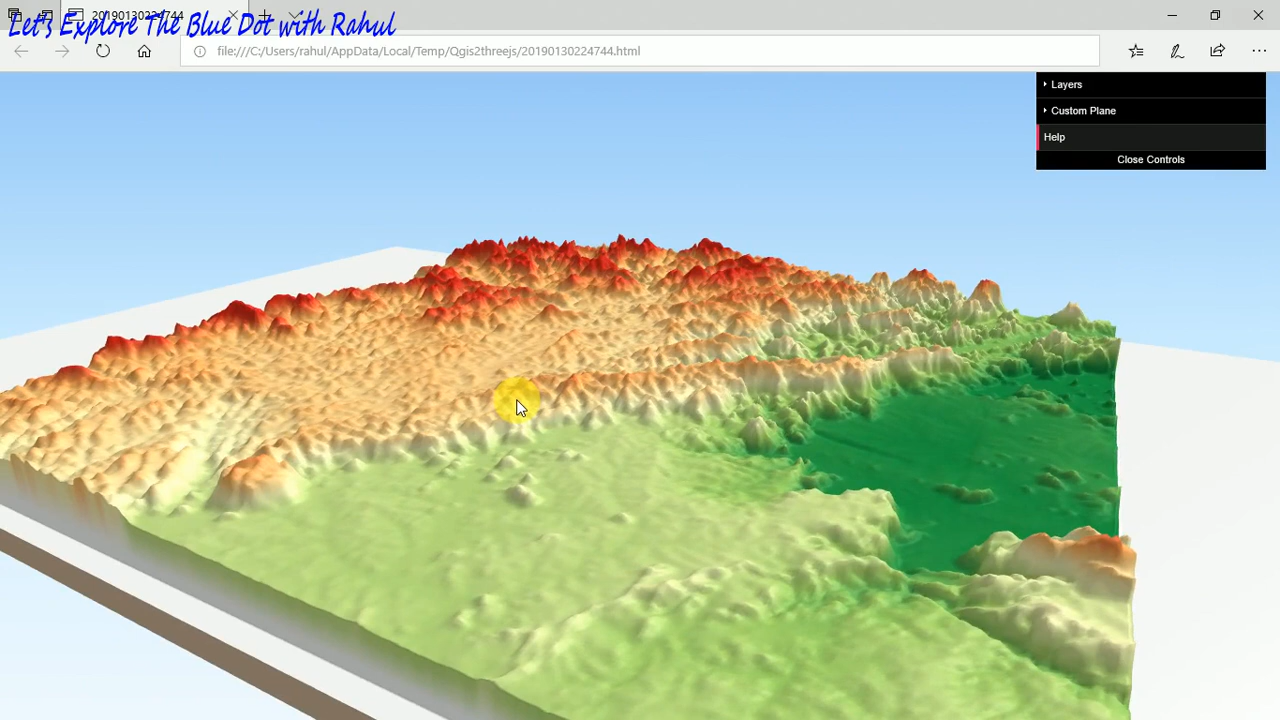 Let's Explore The Blue Dot with Rahul
20190130224744
file:///C:/Users/rahul/AppData/Local/Temp/Qgis2threejs/20190130224744.html
Layers
Custom Plane
Help
Close Controls